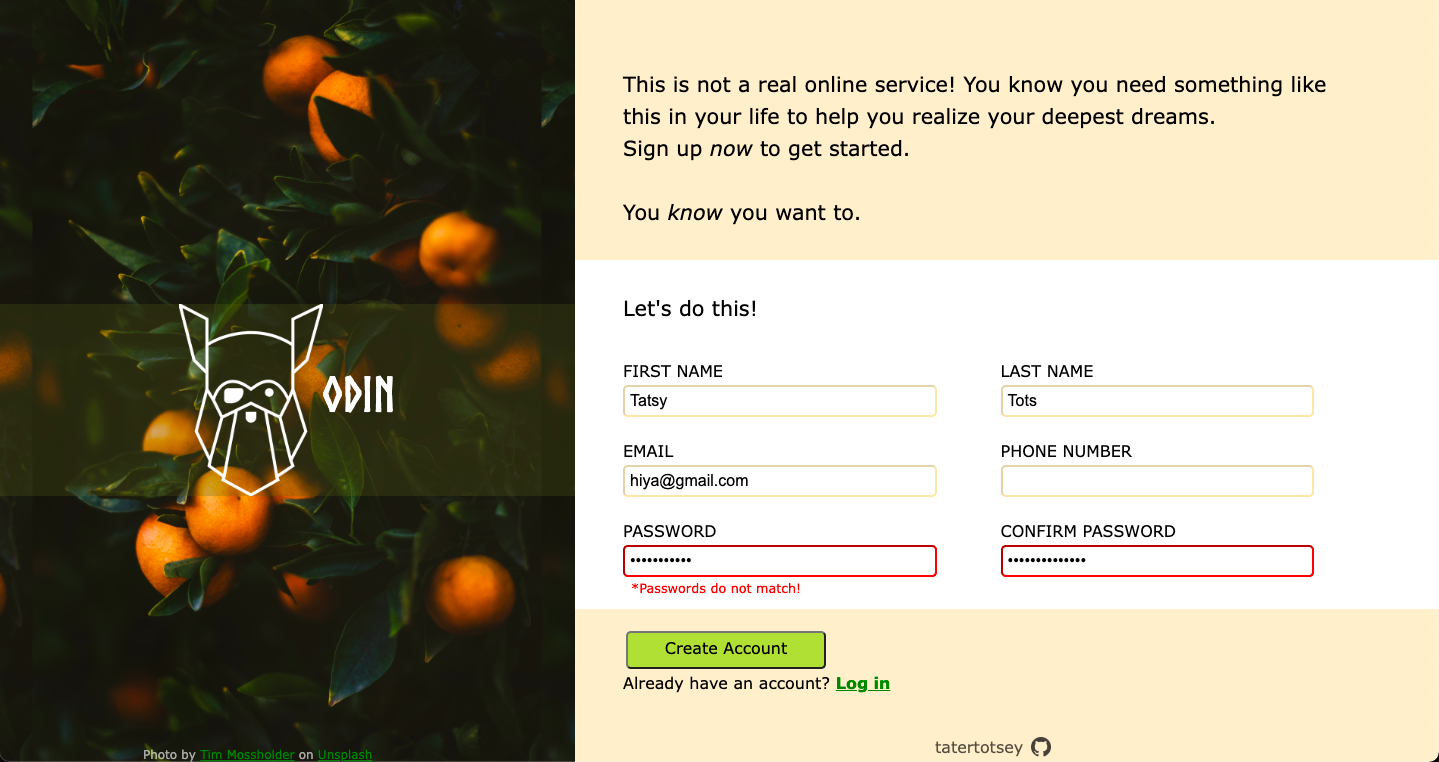 This is not a real online service! You know you need something like
this in your life to help you realize your deepest dreams.
Sign up now to get started.
You know you want to.
ODIN
Let's do this!
FIRST NAME
LAST NAME
Tatsy
Tots
EMAIL
PHONE NUMBER
hiya@gmail.com
PASSWORD
CONFIRM PASSWORD
•••••••••••
••••••••••••••
*Passwords do not match!
Create Account
Already have an account? Log in
Photo by Tim Mossholder on Unsplash
tatertotsey